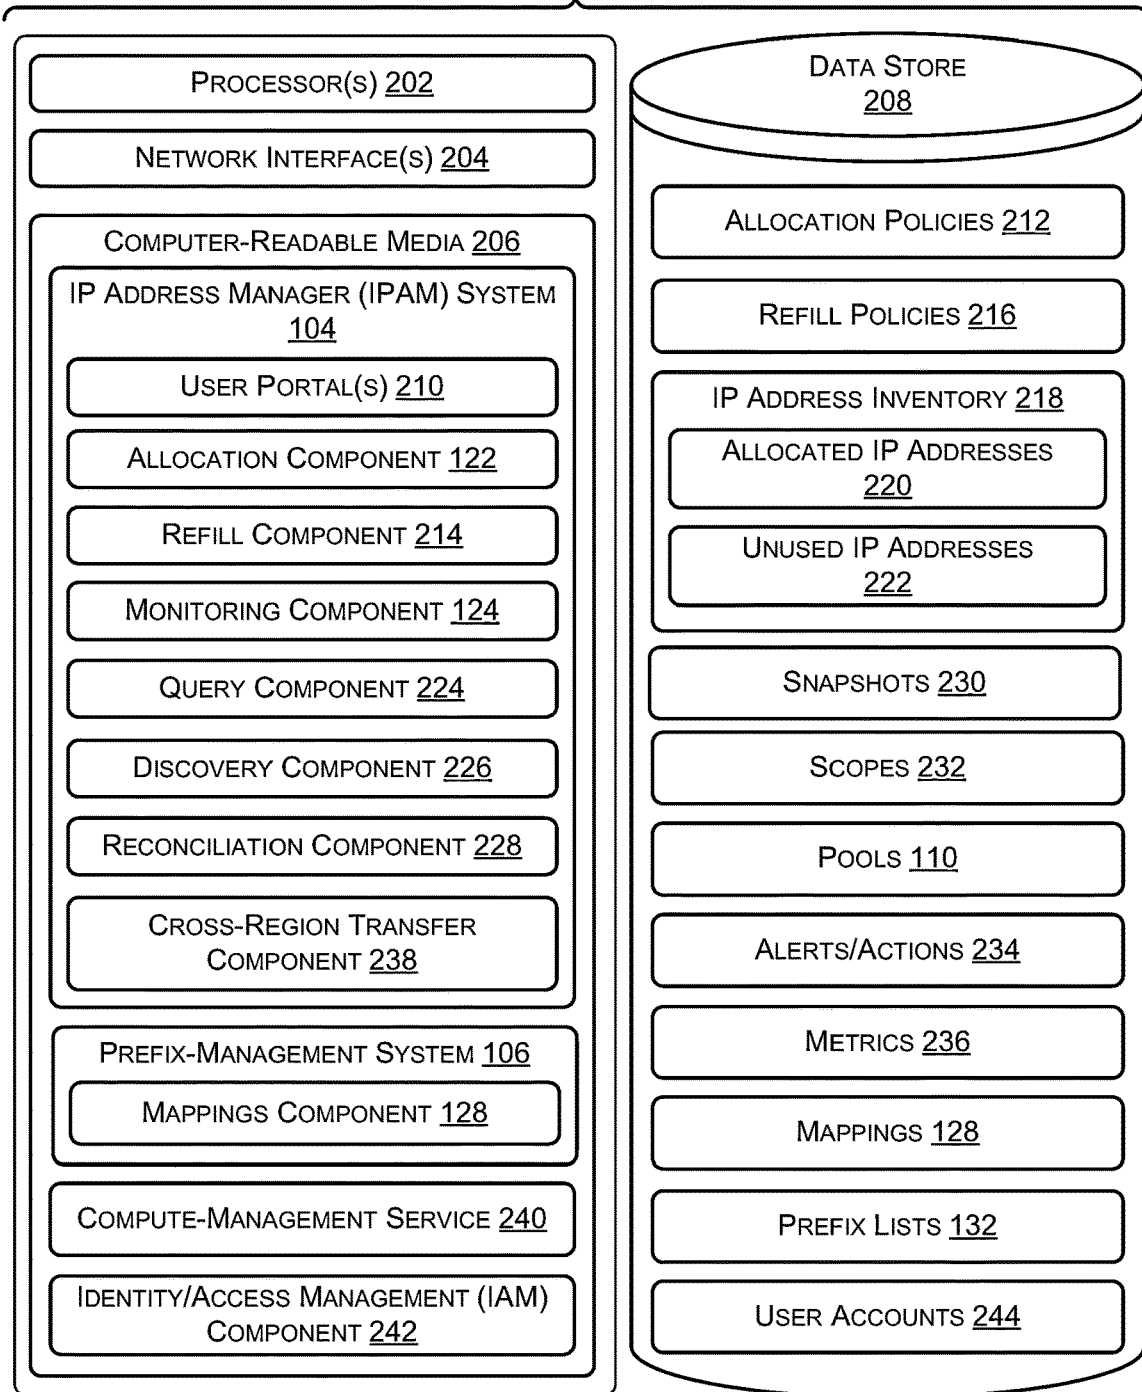 PROCESSOR(S) 202
NETWORK INTERFACE(S) 204
COMPUTER-READABLE MEDIA 206
IP ADDRESS MANAGER (IPAM) SYSTEM
104
USER PORTAL(S) 210
ALLOCATION COMPONENT 122
REFILL COMPONENT 214
MONITORING COMPONENT 124
QUERY COMPONENT 224
DISCOVERY COMPONENT 226
RECONCILIATION COMPONENT 228
CROSS-REGION TRANSFER
COMPONENT 238
PREFIX-MANAGEMENT SYSTEM 106
MAPPINGS COMPONENT 128
COMPUTE-MANAGEMENT SERVICE 240
IDENTITY/ACCESS MANAGEMENT (IAM)
COMPONENT 242
DATA STORE
208
ALLOCATION POLICIES 212
REFILL POLICIES 216
IP ADDRESS INVENTORY 218
ALLOCATED IP ADDRESSES
220
UNUSED IP ADDRESSES
222
SNAPSHOTS 230
SCOPES 232
POOLS 110
ALERTS/ACTIONS 234
METRICS 236
MAPPINGS 128
PREFIX LISTS 132
USER ACCOUNTS 244